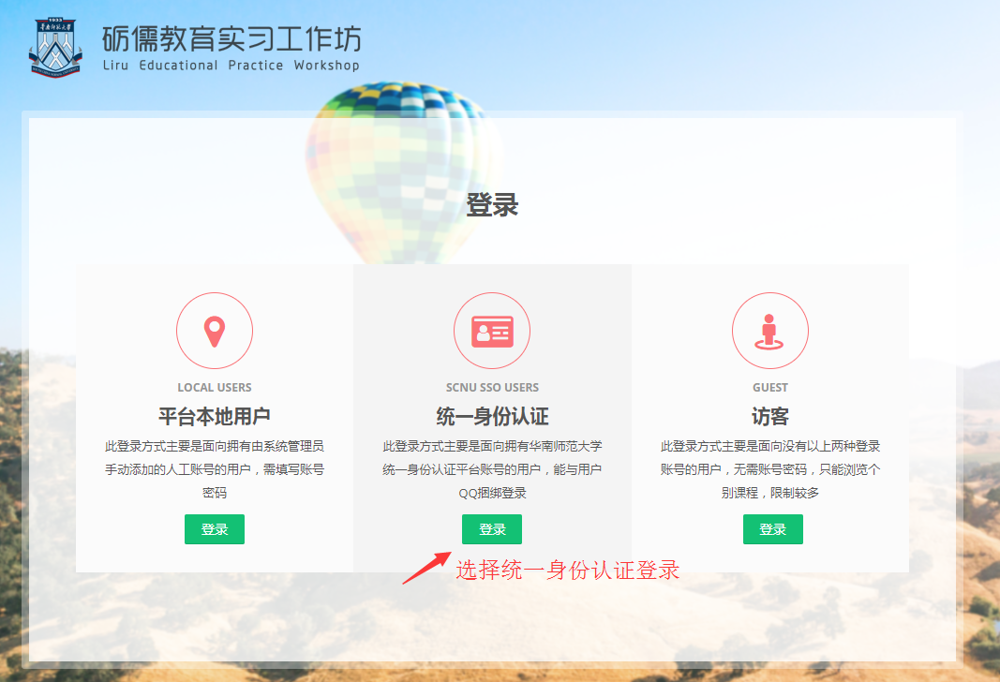 1933
华南师范大学
砺儒教育实习工作坊
Liru Educational Practice Workshop
登录
LOCAL USERS
平台本地用户
此登录方式主要是面向拥有由系统管理员
手动添加的人工账号的用户，需填写账号
密码
登录
SCNU SSO USERS
统一身份认证
此登录方式主要是面向拥有华南师范大学
统一身份认证平台账号的用户，能与用户
QQ捆绑登录
登录
GUEST
访客
此登录方式主要是面向没有以上两种登录
账号的用户，无需账号密码，只能浏览个
别课程，限制较多
登录
选择统一身份认证登录